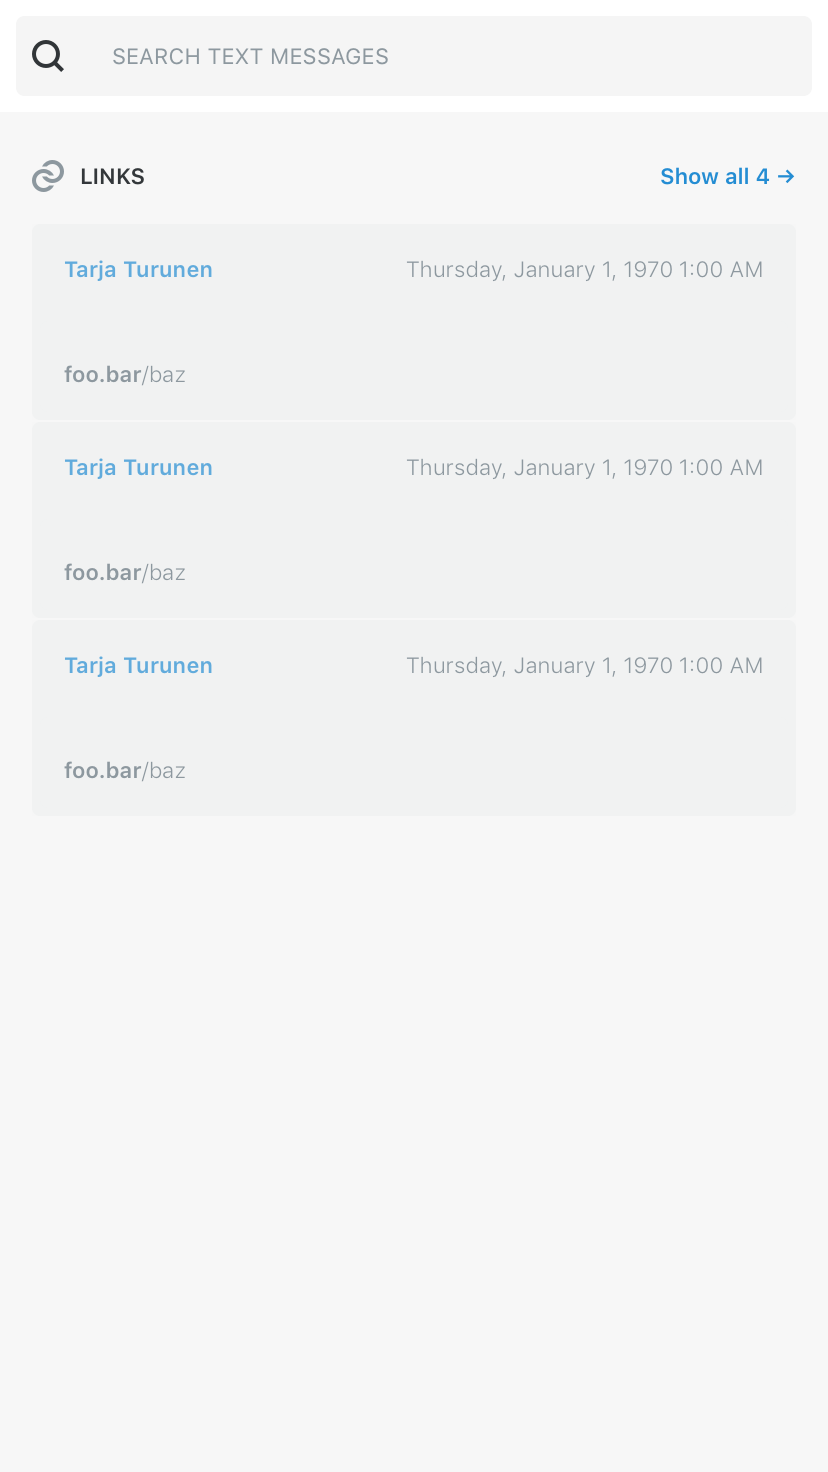 SEARCH TEXT MESSAGES
LINKS Show all 4 →
Tarja Turunen Thursday, January 1, 1970 1:00 AM
foo.bar/baz
Tarja Turunen Thursday, January 1, 1970 1:00 AM
foo.bar/baz
Tarja Turunen Thursday, January 1, 1970 1:00 AM
foo.bar/baz